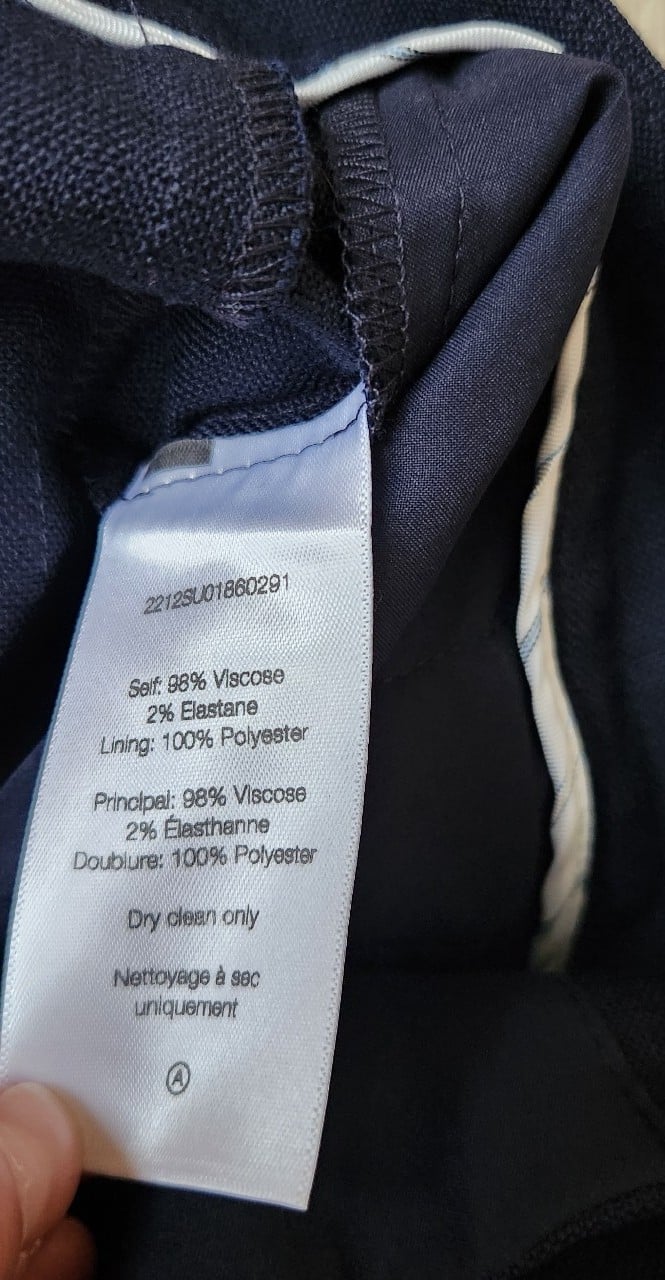 2212SU01860291
Self: 98% Viscose
2% Elastane
Lining: 100% Polyester
Principal: 98% Viscose
2% Élasthanne
Doublure: 100% Polyester
Dry clean only
Nettoyage à sec
uniquement
A